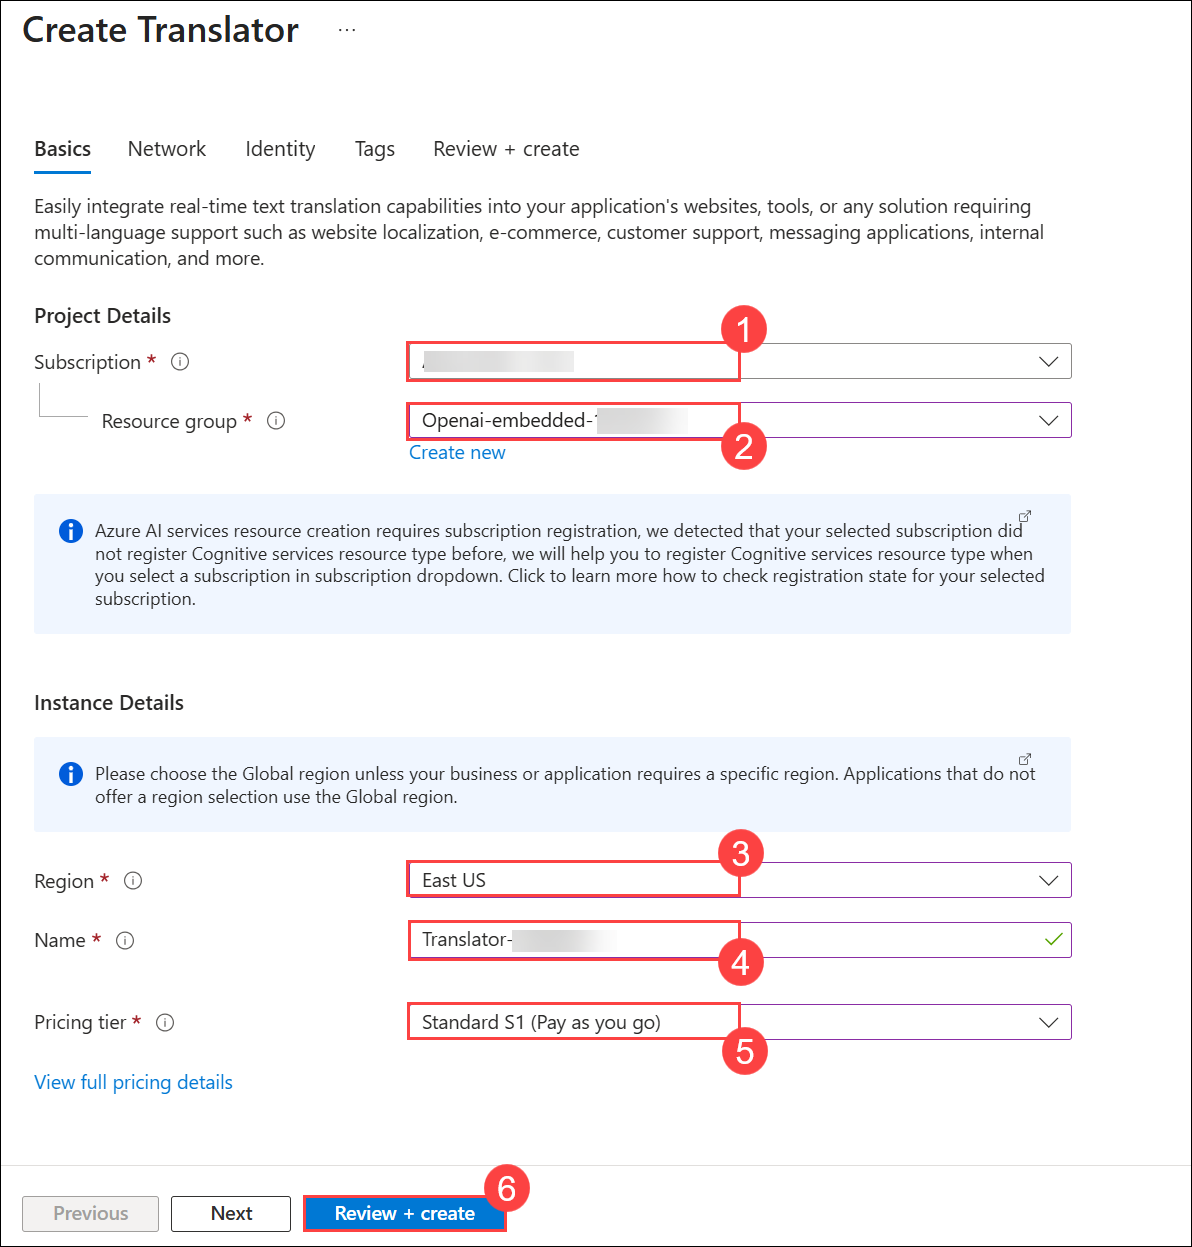 Create Translator ...
Basics Network Identity Tags Review + create
Easily integrate real-time text translation capabilities into your application's websites, tools, or any solution requiring
multi-language support such as website localization, e-commerce, customer support, messaging applications, internal
communication, and more.
Project Details
1
Subscription *
Resource group * Openai-embedded-
2
Create new
Azure AI services resource creation requires subscription registration, we detected that your selected subscription did
not register Cognitive services resource type before, we will help you to register Cognitive services resource type when
you select a subscription in subscription dropdown. Click to learn more how to check registration state for your selected
subscription.
Instance Details
Please choose the Global region unless your business or application requires a specific region. Applications that do not
offer a region selection use the Global region.
3
Region * East US
Name * Translator-
4
Pricing tier * Standard S1 (Pay as you go)
5
View full pricing details
6
Previous Next Review + create